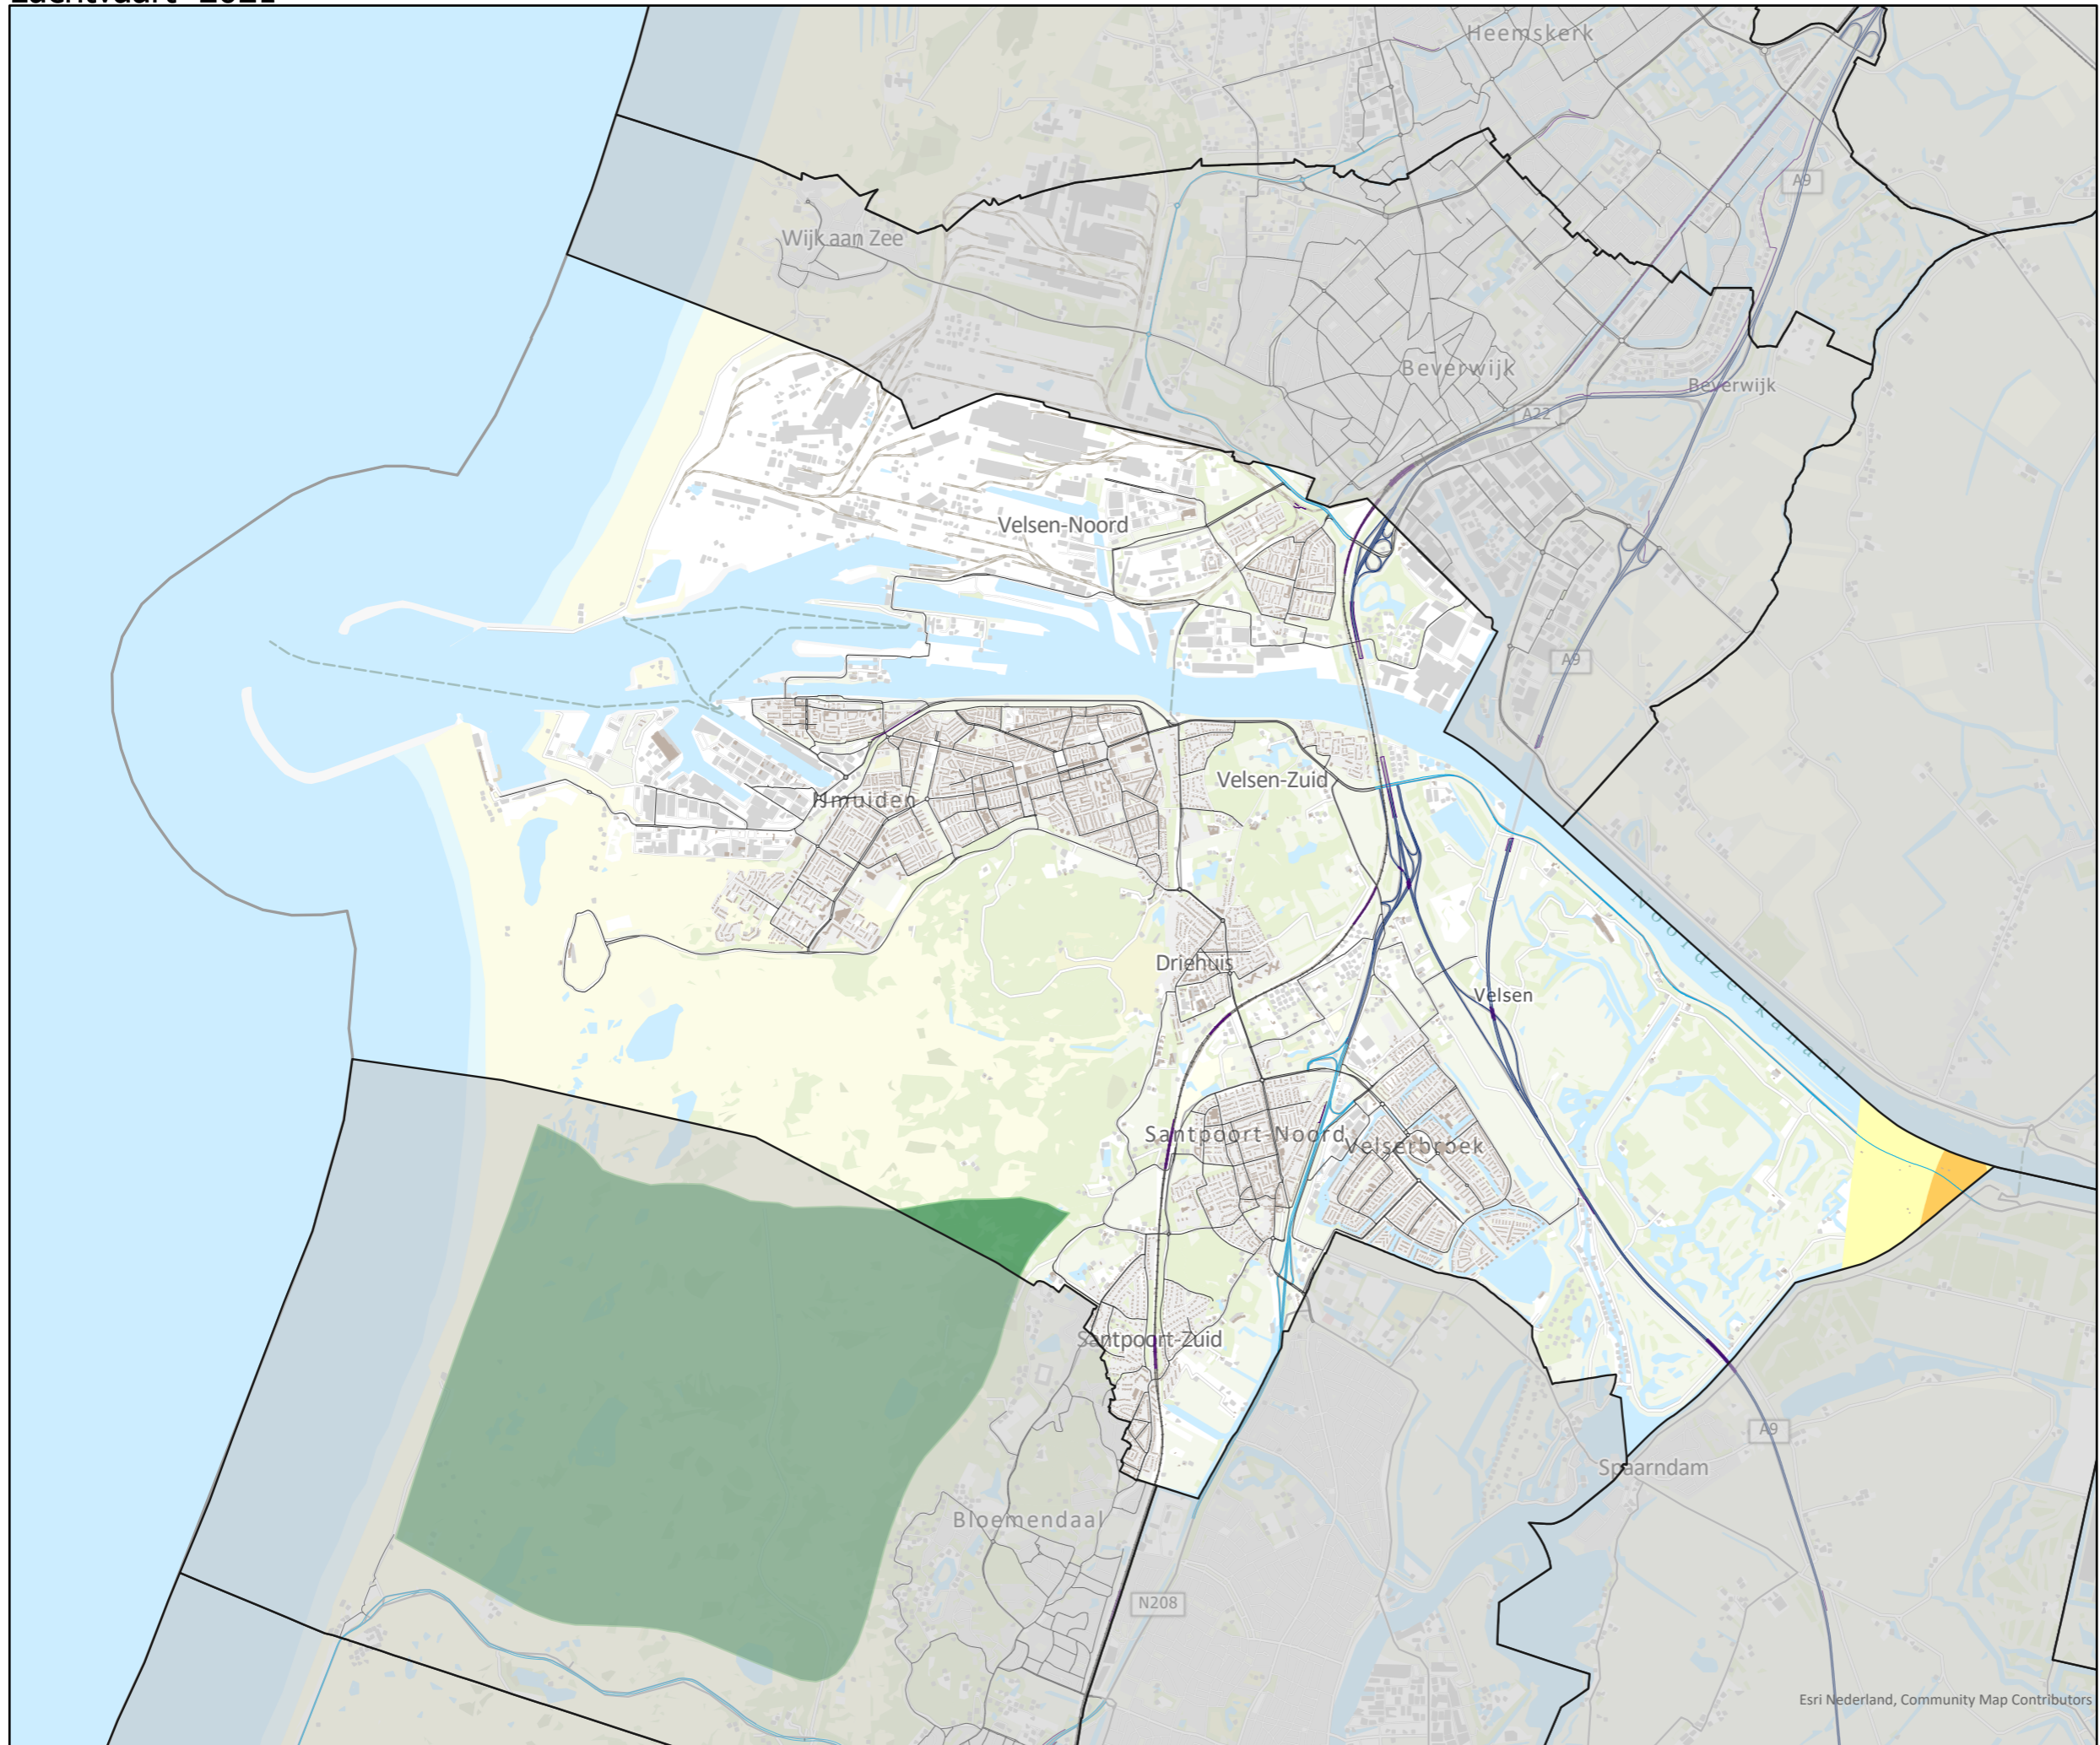 Heemskerk
A9
Wijk aan Zee
Beverwijk
Beverwijk
A22
Velsen-Noord
A9
Velsen-Zuid
IJmuiden
Noordzeekanaal
Driehuis
Velsen
Santpoort-Noord
Velserbroek
Santpoort-Zuid
A9
Spaarndam
Bloemendaal
N208
Esri Nederland, Community Map Contributors